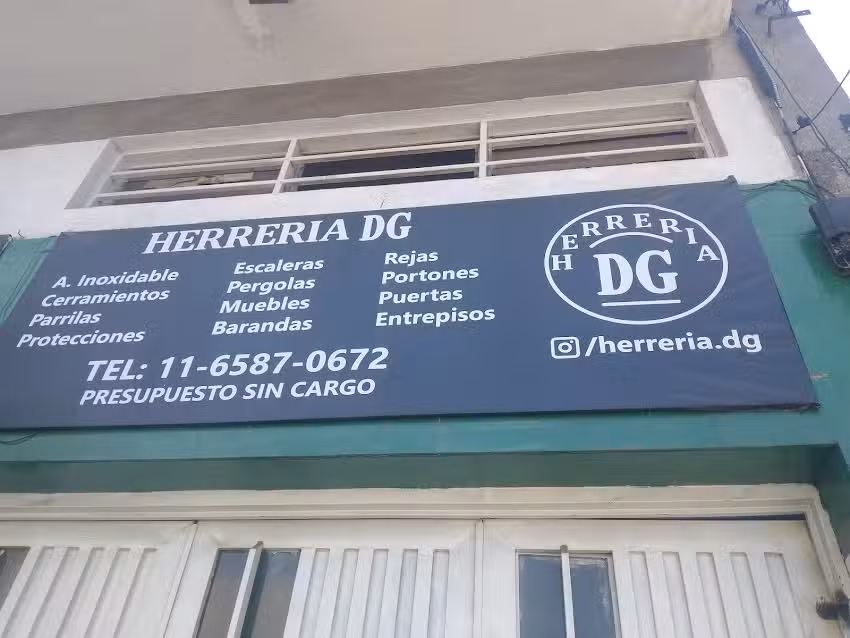 HERRERIA DG
A. Inoxidable
Cerramientos
Parrilas
Protecciones
Escaleras
Pergolas
Muebles
Barandas
Rejas
Portones
Puertas
Entrepisos
TEL: 11-6587-0672
PRESUPUESTO SIN CARGO
HERRERIA
DG
/herreria.dg